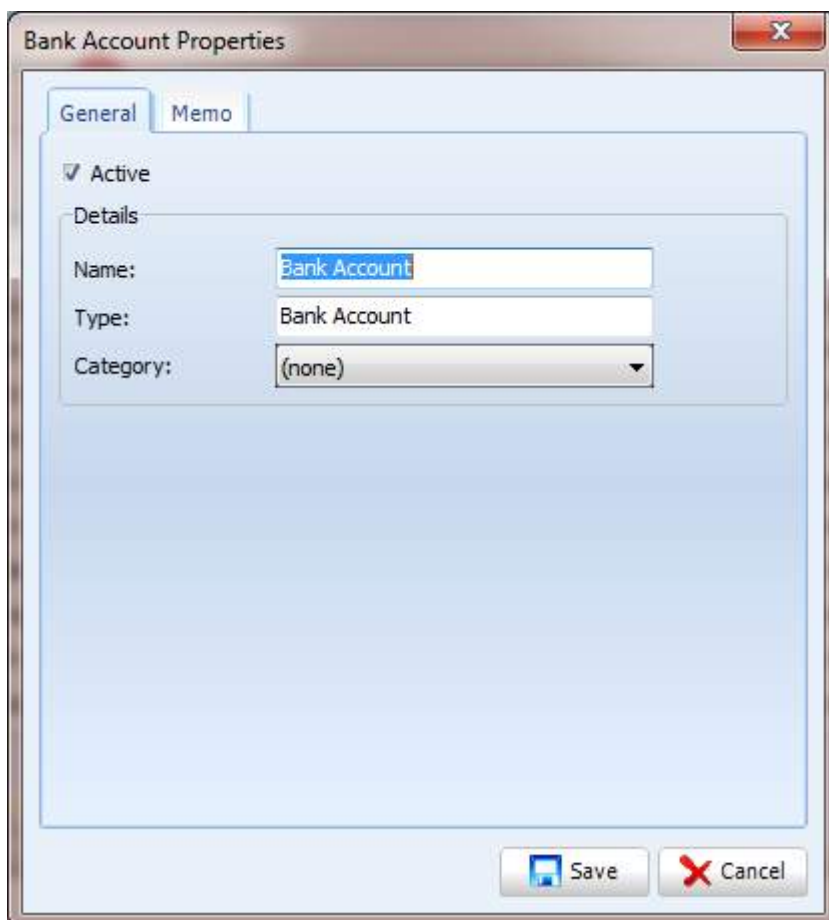 Bank Account Properties
General Memo
Active
Details
Name: Bank Account
Type: Bank Account
Category: (none)
Save Cancel